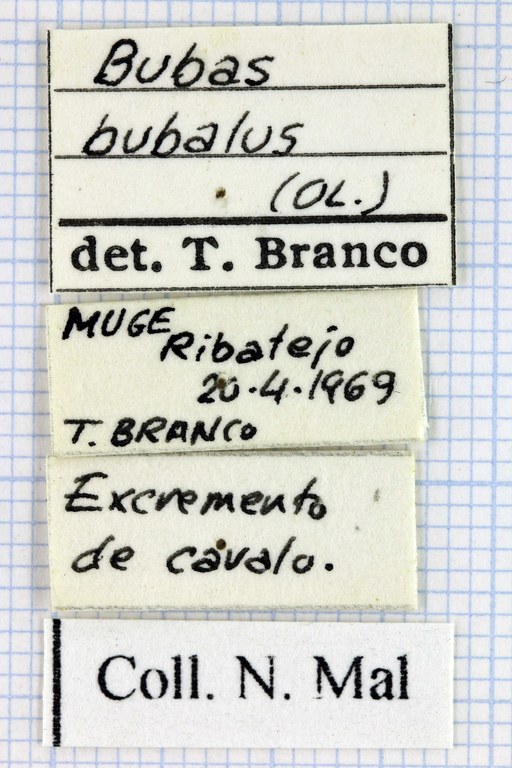 Bubas
bubalus
(OL.)
det. T. Branco
MUGE
Ribatejo
20.4.1969
T. BRANCO
Excremento
de cavalo.
Coll. N. Mal